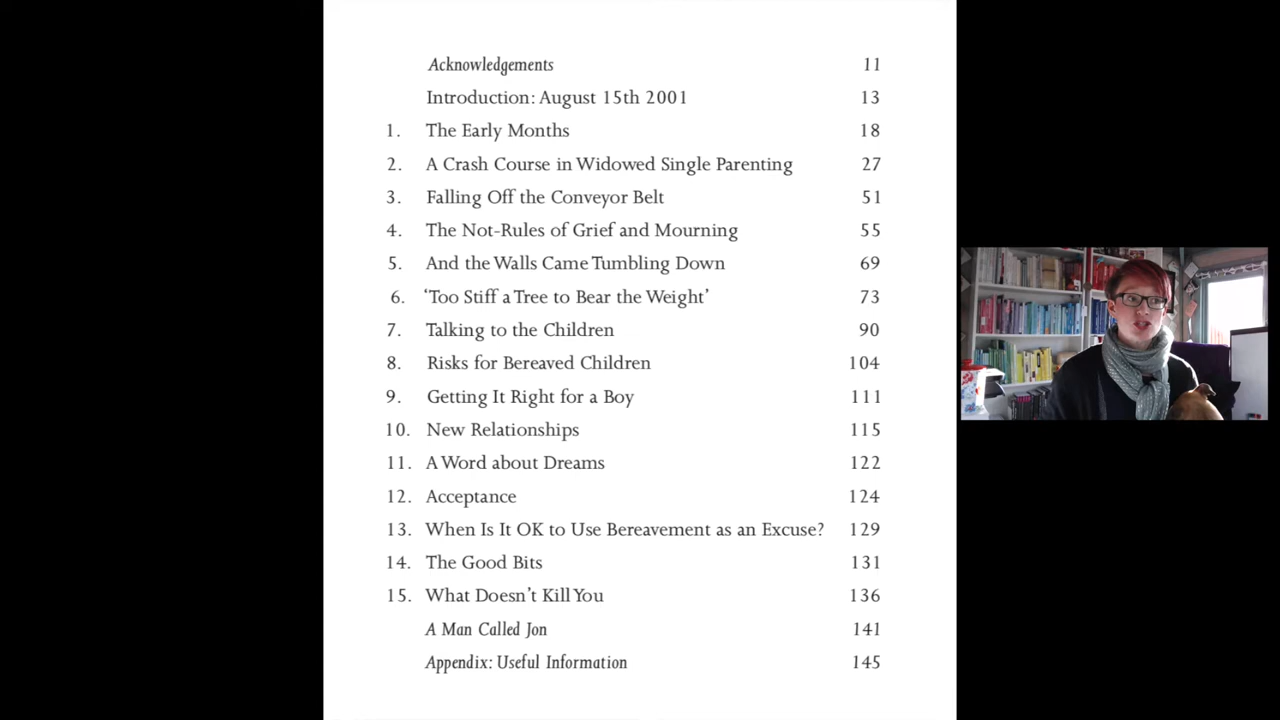 Acknowledgements 11
Introduction: August 15th 2001 13
1. The Early Months 18
2. A Crash Course in Widowed Single Parenting 27
3. Falling Off the Conveyor Belt 51
4. The Not-Rules of Grief and Mourning 55
5. And the Walls Came Tumbling Down 69
6. ‘Too Stiff a Tree to Bear the Weight’ 73
7. Talking to the Children 90
8. Risks for Bereaved Children 104
9. Getting It Right for a Boy 111
10. New Relationships 115
11. A Word about Dreams 122
12. Acceptance 124
13. When Is It OK to Use Bereavement as an Excuse? 129
14. The Good Bits 131
15. What Doesn’t Kill You 136
A Man Called Jon 141
Appendix: Useful Information 145